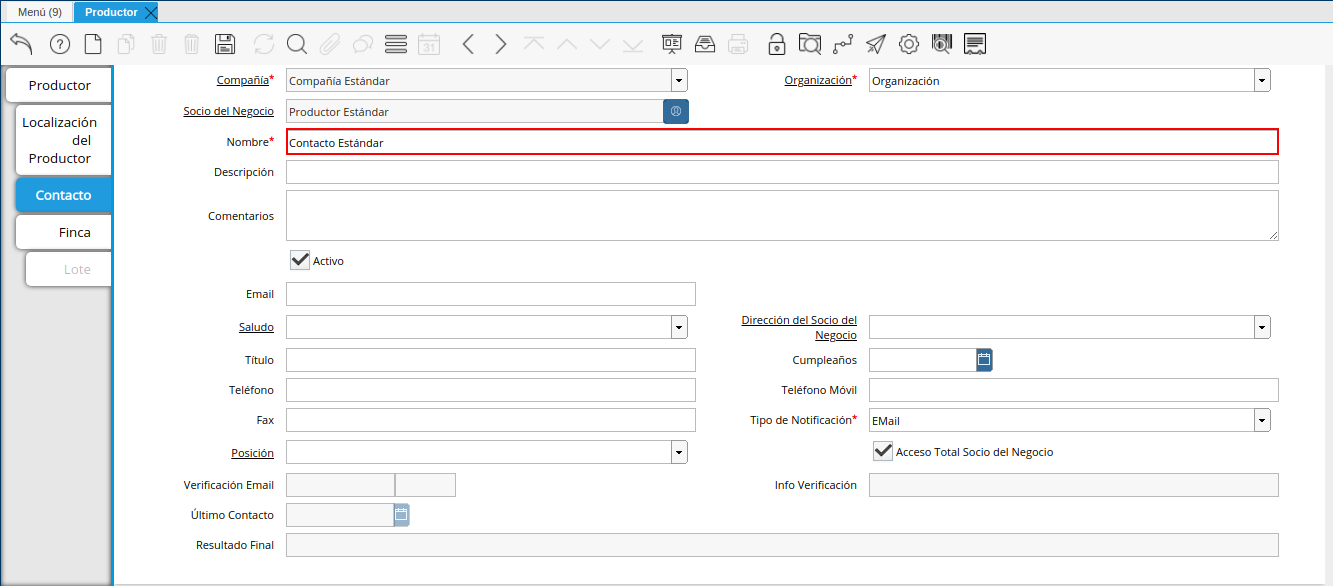 Menú (9)
Productor
31
Productor
Localización
del
Productor
Contacto
Finca
Lote
Compañía*
Compañía Estándar
Organización*
Organización
Socio del Negocio
Productor Estándar
Nombre*
Contacto Estándar
Descripción
Comentarios
Activo
Email
Saludo
Dirección del Socio del
Negocio
Título
Cumpleaños
Teléfono
Teléfono Móvil
Fax
Tipo de Notificación*
EMail
Posición
Acceso Total Socio del Negocio
Verificación Email
Info Verificación
Último Contacto
Resultado Final